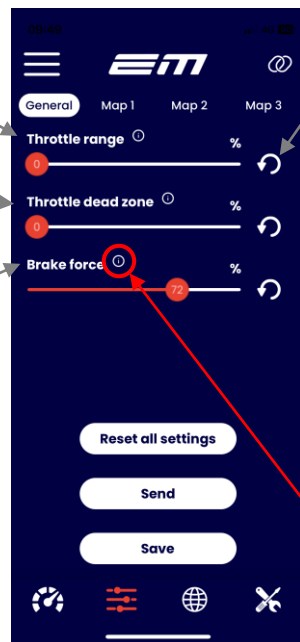 EM
General Map 1 Map 2 Map 3
Throttle range %
0
Throttle dead zone %
0
Brake force %
72
Reset all settings
Send
Save